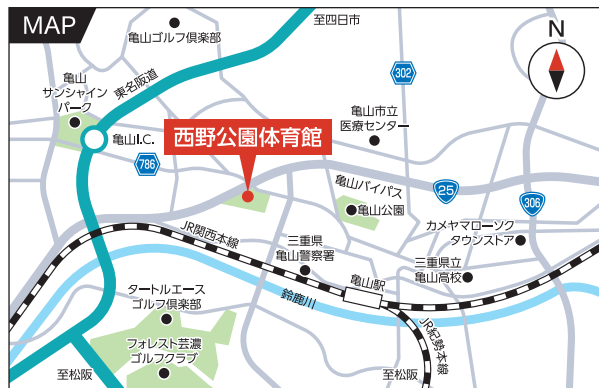 MAP
至四日市
N
亀山ゴルフ倶楽部
東名阪道
302
亀山
サンシャイン
パーク
亀山市立
医療センター
亀山I.C.
西野公園体育館
786
亀山バイパス
25
306
亀山公園
カメヤマローソク
タウンストア
JR関西本線
三重県
亀山警察署
三重県立
亀山高校
亀山駅
鈴鹿川
タートルエース
ゴルフ倶楽部
JR紀勢本線
フォレスト芸濃
ゴルフクラブ
至松阪
至松阪